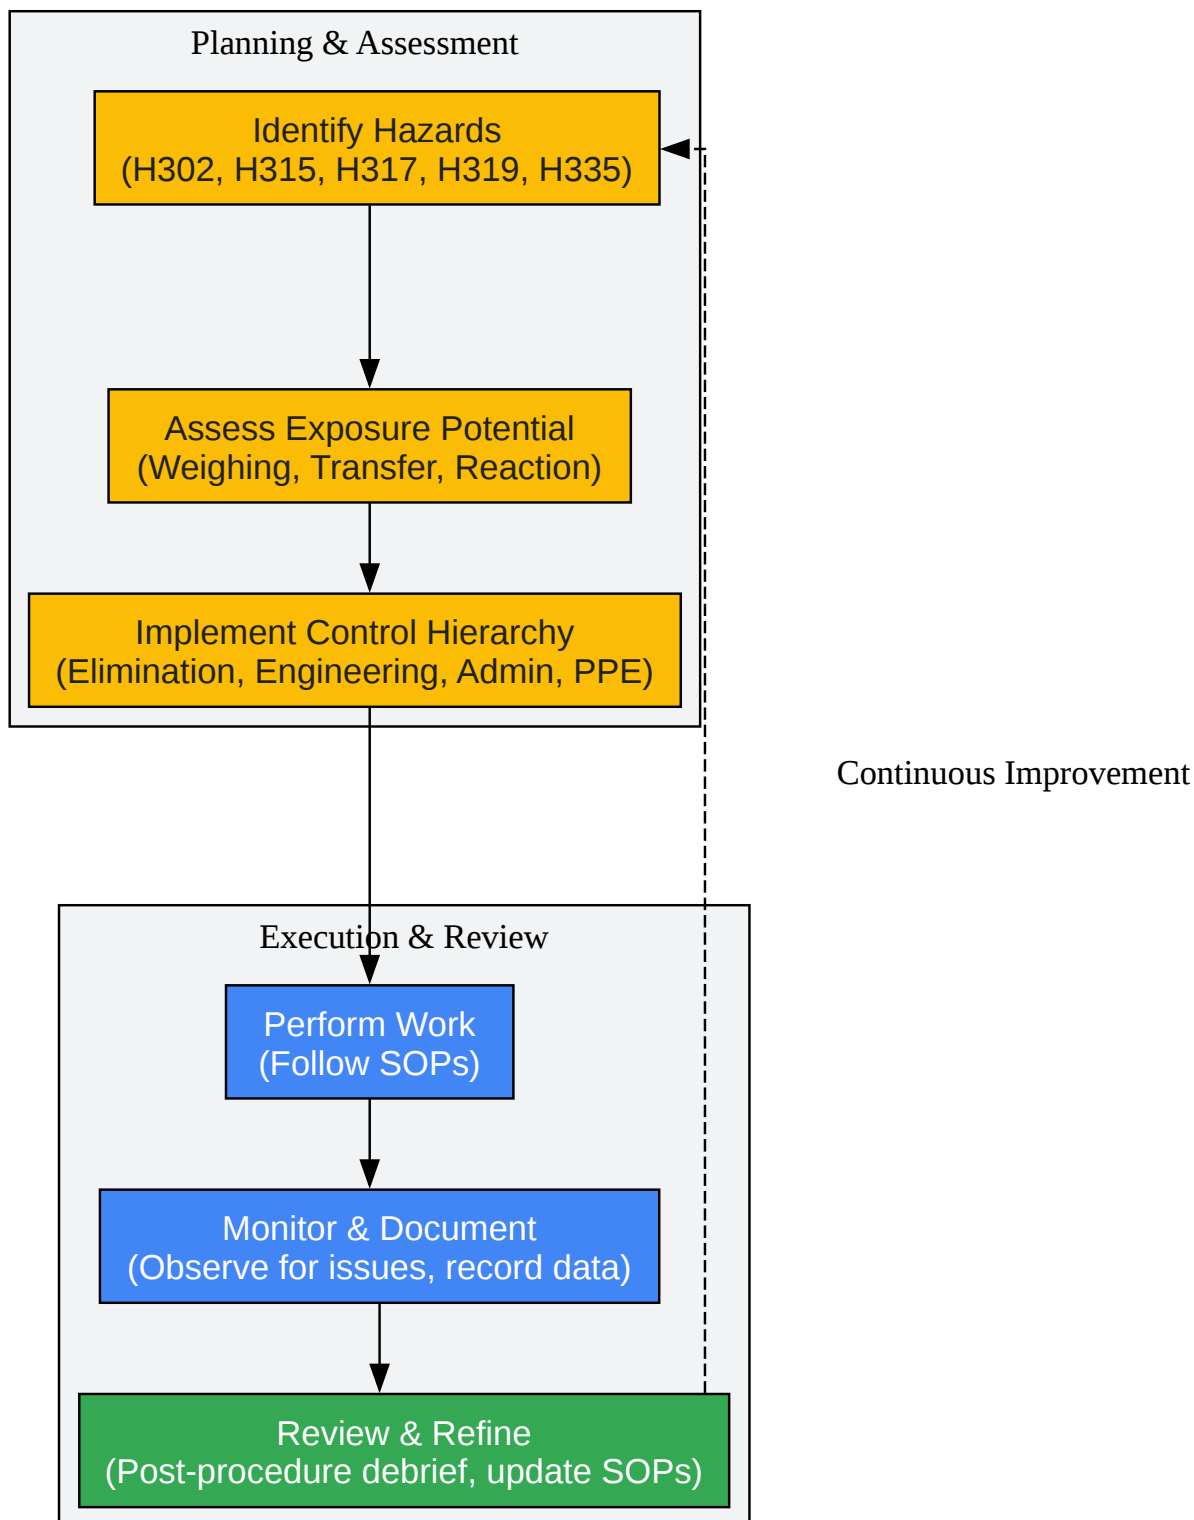 Planning & Assessment
Identify Hazards
(H302, H315, H317, H319, H335)
Assess Exposure Potential
(Weighing, Transfer, Reaction)
Implement Control Hierarchy
(Elimination, Engineering, Admin, PPE)
Continuous Improvement
Execution & Review
Perform Work
(Follow SOPs)
Monitor & Document
(Observe for issues, record data)
Review & Refine
(Post-procedure debrief, update SOPs)